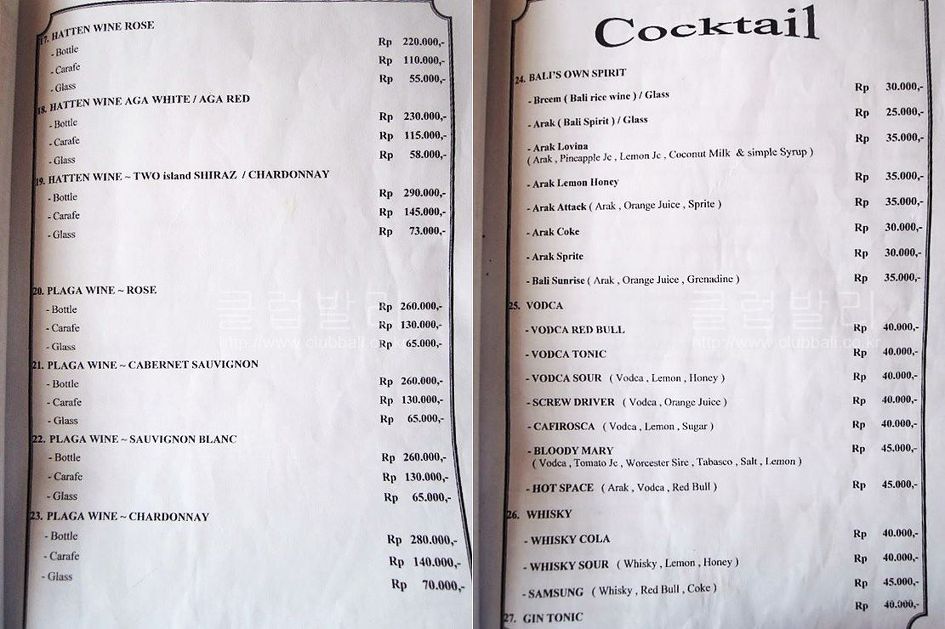 17. HATTEN WINE ROSE
- Bottle Rp 220.000,-
- Carafe Rp 110.000,-
- Glass Rp 55.000,-
18. HATTEN WINE AGA WHITE / AGA RED
- Bottle Rp 230.000,-
- Carafe Rp 115.000,-
- Glass Rp 58.000,-
19. HATTEN WINE ~ TWO island SHIRAZ / CHARDONNAY
- Bottle Rp 290.000,-
- Carafe Rp 145.000,-
- Glass Rp 73.000,-
20. PLAGA WINE ~ ROSE
- Bottle Rp 260.000,-
- Carafe Rp 130.000,-
- Glass Rp 65.000,-
21. PLAGA WINE ~ CABERNET SAUVIGNON
- Bottle Rp 260.000,-
- Carafe Rp 130.000,-
- Glass Rp 65.000,-
22. PLAGA WINE ~ SAUVIGNON BLANC
- Bottle Rp 260.000,-
- Carafe Rp 130.000,-
- Glass Rp 65.000,-
23. PLAGA WINE ~ CHARDONNAY
- Bottle Rp 280.000,-
- Carafe Rp 140.000,-
- Glass Rp 70.000,-
클럽발리
http://www.clubbali.co.kr
Cocktail
24. BALI'S OWN SPIRIT
- Breem ( Bali rice wine ) / Glass Rp 30.000,-
- Arak ( Bali Spirit ) / Glass Rp 25.000,-
- Arak Lovina Rp 35.000,-
( Arak , Pineapple Jc , Lemon Jc , Coconut Milk & simple Syrup )
- Arak Lemon Honey Rp 35.000,-
- Arak Attack ( Arak , Orange Juice , Sprite ) Rp 35.000,-
- Arak Coke Rp 30.000,-
- Arak Sprite Rp 30.000,-
- Bali Sunrise ( Arak , Orange Juice , Grenadine ) Rp 35.000,-
25. VODCA
- VODCA RED BULL Rp 40.000,-
- VODCA TONIC Rp 40.000,-
- VODCA SOUR ( Vodca , Lemon , Honey ) Rp 40.000,-
- SCREW DRIVER ( Vodca , Orange Juice ) Rp 40.000,-
- CAFIROSCA ( Vodca , Lemon , Sugar ) Rp 40.000,-
- BLOODY MARY Rp 45.000,-
( Vodca , Tomato Jc , Worcester Sirc , Tabasco , Salt , Lemon )
- HOT SPACE ( Arak , Vodca , Red Bull ) Rp 45.000,-
26. WHISKY
- WHISKY COLA Rp 40.000,-
- WHISKY SOUR ( Whisky , Lemon , Honey ) Rp 40.000,-
- SAMSUNG ( Whisky , Red Bull , Coke ) Rp 45.000,-
27. GIN TONIC Rp 40.000,-
클럽발리
http://www.clubbali.co.kr